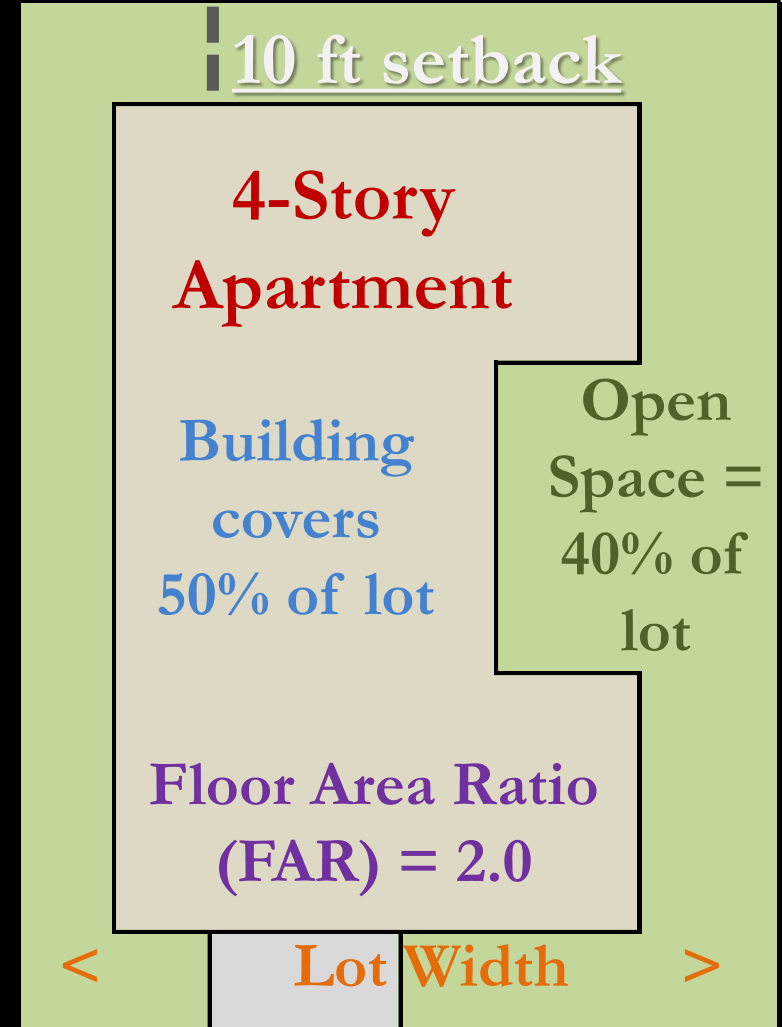 10 ft setback
4-Story
Apartment
Open
Space =
40% of
lot
Building
covers
50% of lot
Floor Area Ratio
(FAR) = 2.0
< Lot Width >